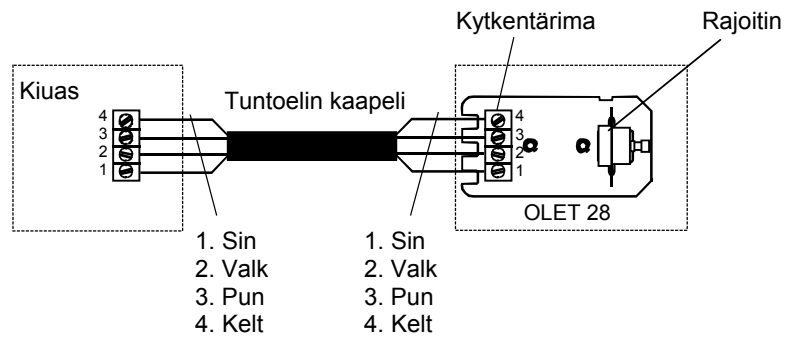 Kytkentärima
Rajoitin
Kiuas
Tuntoelin kaapeli
4
3
2
1
4
3
2
1
OLET 28
1. Sin
2. Valk
3. Pun
4. Kelt
1. Sin
2. Valk
3. Pun
4. Kelt